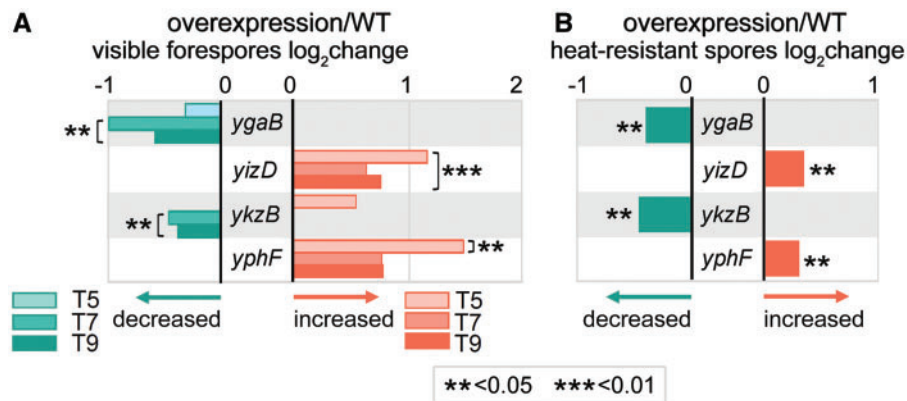 A
overexpression/WT
visible forespores log2change
-1 0 0 1 2
** ygaB
yizD ***
** ykzB
yphF **
T5
T7
T9
decreased
increased
T5
T7
T9
B
overexpression/WT
heat-resistant spores log2change
-1 0 0 1
** ygaB
yizD **
** ykzB
yphF **
decreased
increased
**<0.05 ***<0.01